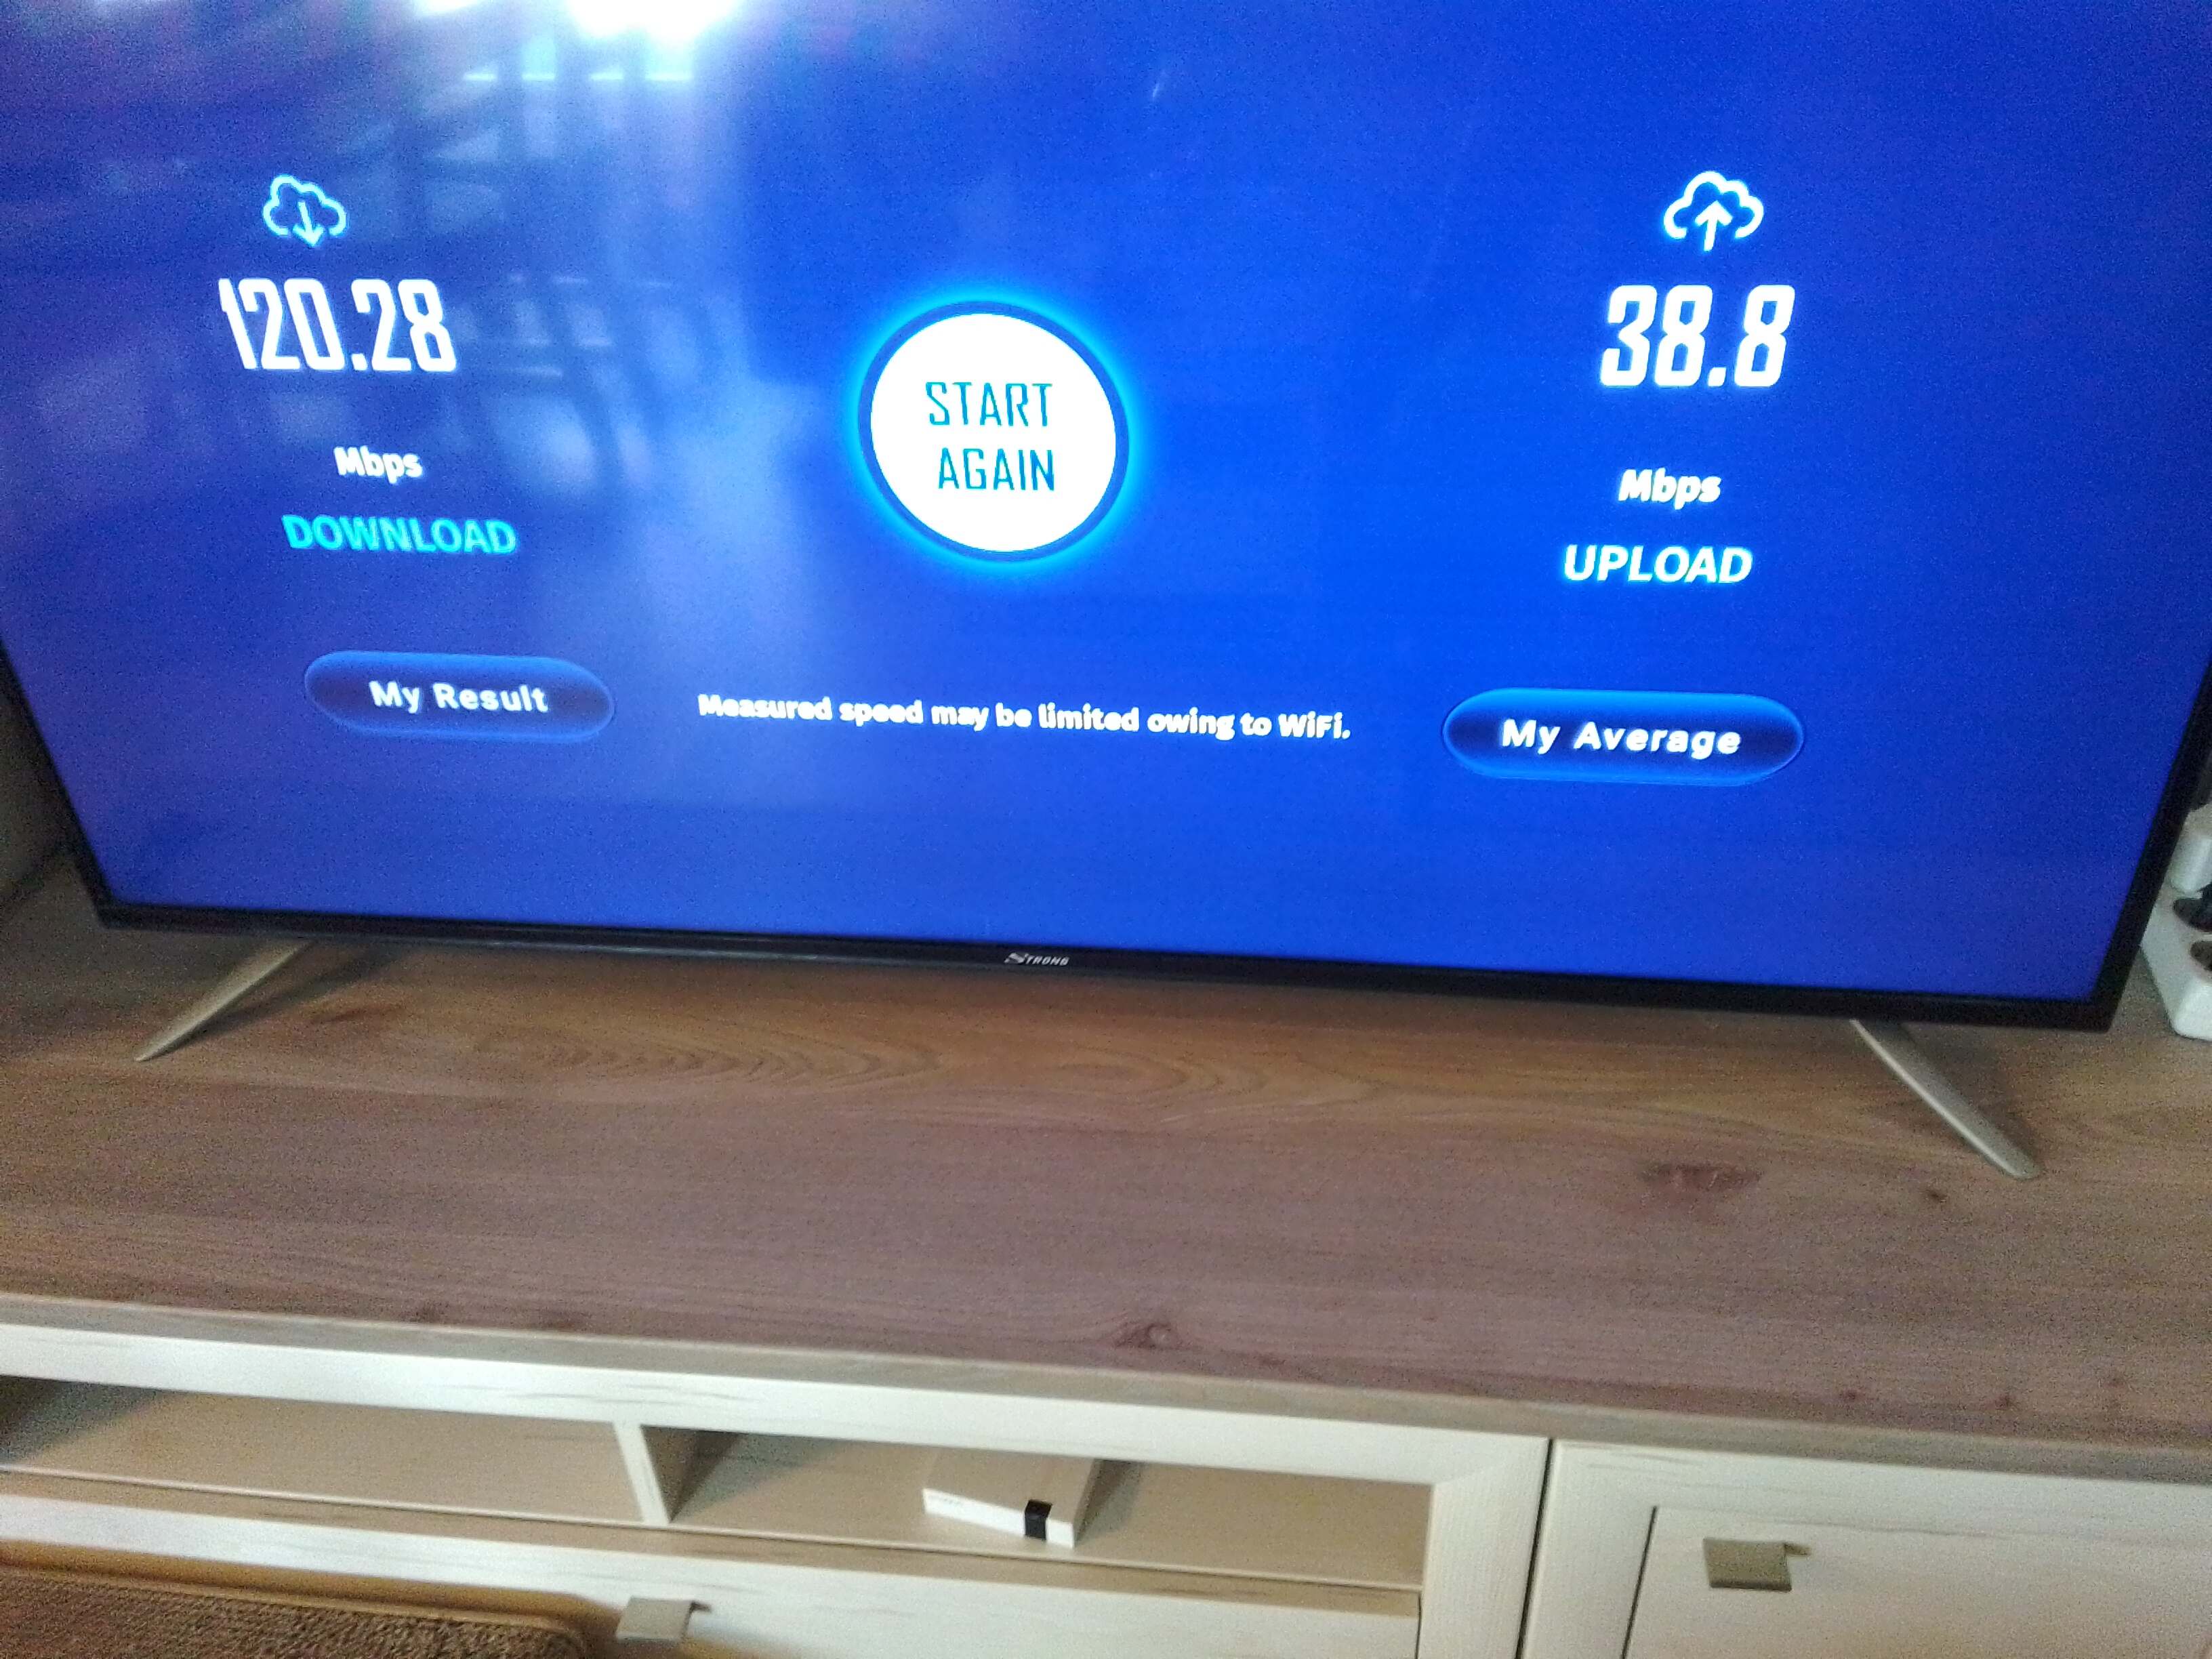 120.28
Mbps
DOWNLOAD
START
AGAIN
38.8
Mbps
UPLOAD
My Result
Measured speed may be limited owing to WiFi.
My Average
STRONG